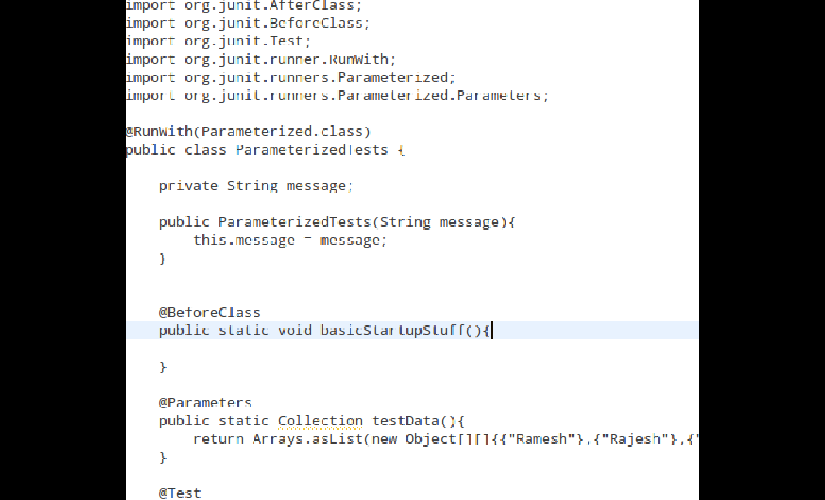 import org.junit.AfterClass;
import org.junit.BeforeClass;
import org.junit.Test;
import org.junit.runner.RunWith;
import org.junit.runners.Parameterized;
import org.junit.runners.Parameterized.Parameters;
@RunWith(Parameterized.class)
public class ParameterizedTests {
private String message;
public ParameterizedTests(String message){
this.message = message;
}
@BeforeClass
public static void basicStartupStuff(){
}
@Parameters
public static Collection testData(){
return Arrays.asList(new Object[][]{{"Ramesh"},{"Rajesh"},{"
}
@Test